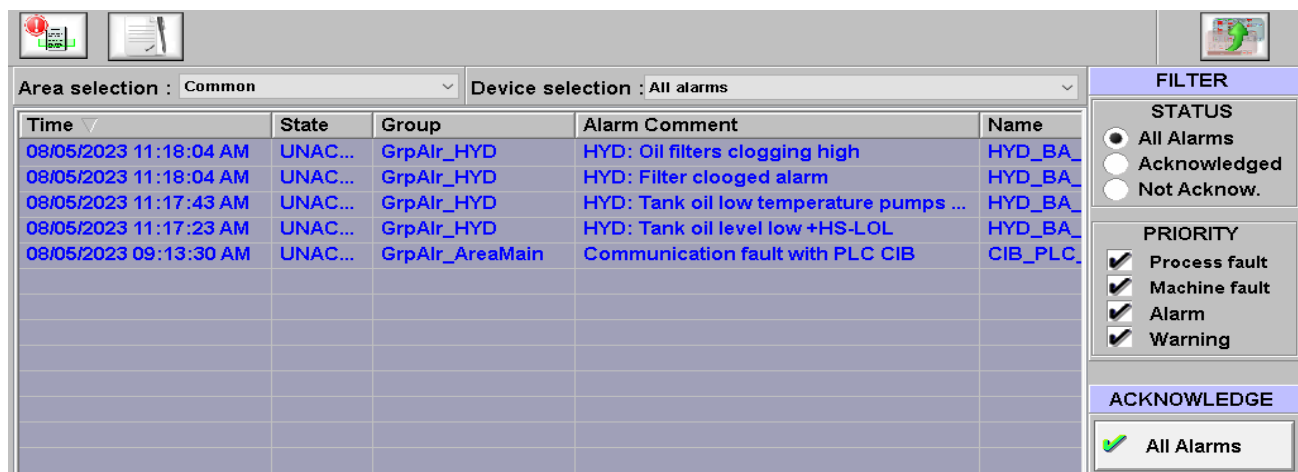 Area selection : Common Device selection : All alarms FILTER
Time State Group Alarm Comment Name
08/05/2023 11:18:04 AM UNAC... GrpAlr_HYD HYD: Oil filters clogging high HYD_BA_
08/05/2023 11:18:04 AM UNAC... GrpAlr_HYD HYD: Filter clooged alarm HYD_BA_
08/05/2023 11:17:43 AM UNAC... GrpAlr_HYD HYD: Tank oil low temperature pumps ... HYD_BA_
08/05/2023 11:17:23 AM UNAC... GrpAlr_HYD HYD: Tank oil level low +HS-LOL HYD_BA_
08/05/2023 09:13:30 AM UNAC... GrpAlr_AreaMain Communication fault with PLC CIB CIB_PLC_
STATUS
All Alarms
Acknowledged
Not Acknow.
PRIORITY
Process fault
Machine fault
Alarm
Warning
ACKNOWLEDGE
All Alarms